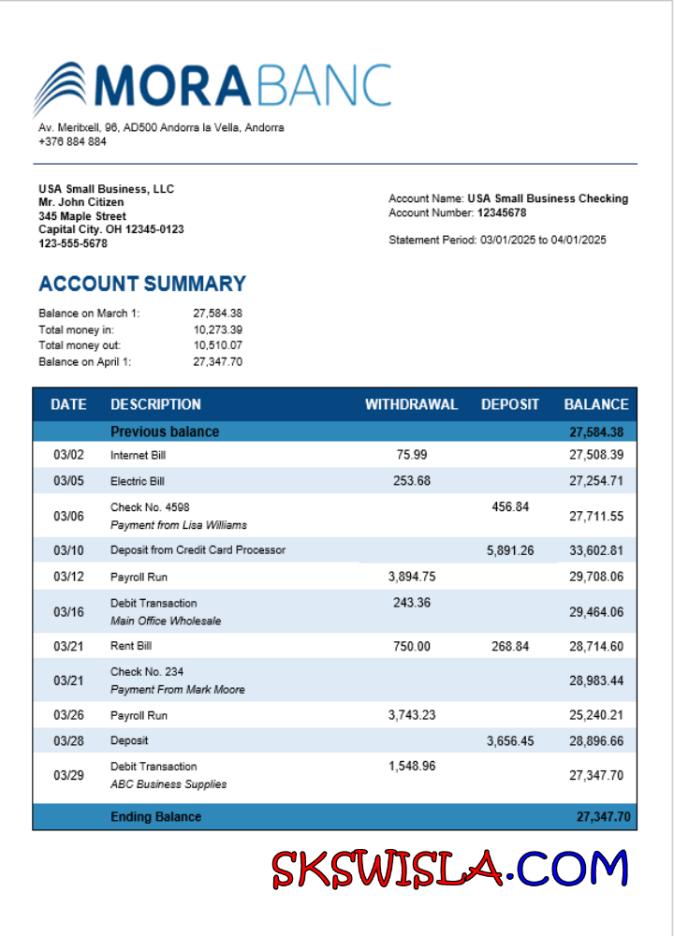 MORABANC
Av. Meritxell, 96, AD500 Andorra la Vella, Andorra
+376 884 884
USA Small Business, LLC
Mr. John Citizen
345 Maple Street
Capital City. OH 12345-0123
123-555-5678
Account Name: USA Small Business Checking
Account Number: 12345678
Statement Period: 03/01/2025 to 04/01/2025
ACCOUNT SUMMARY
Balance on March 1: 27,584.38
Total money in: 10,273.39
Total money out: 10,510.07
Balance on April 1: 27,347.70
DATE DESCRIPTION WITHDRAWAL DEPOSIT BALANCE
Previous balance 27,584.38
03/02 Internet Bill 75.99 27,508.39
03/05 Electric Bill 253.68 27,254.71
03/06 Check No. 4598 456.84 27,711.55
Payment from Lisa Williams
03/10 Deposit from Credit Card Processor 5,891.26 33,602.81
03/12 Payroll Run 3,894.75 29,708.06
03/16 Debit Transaction 243.36 29,464.06
Main Office Wholesale
03/21 Rent Bill 750.00 268.84 28,714.60
03/21 Check No. 234 28,983.44
Payment From Mark Moore
03/26 Payroll Run 3,743.23 25,240.21
03/28 Deposit 3,656.45 28,896.66
03/29 Debit Transaction 1,548.96 27,347.70
ABC Business Supplies
Ending Balance 27,347.70
SKSWISLA.COM